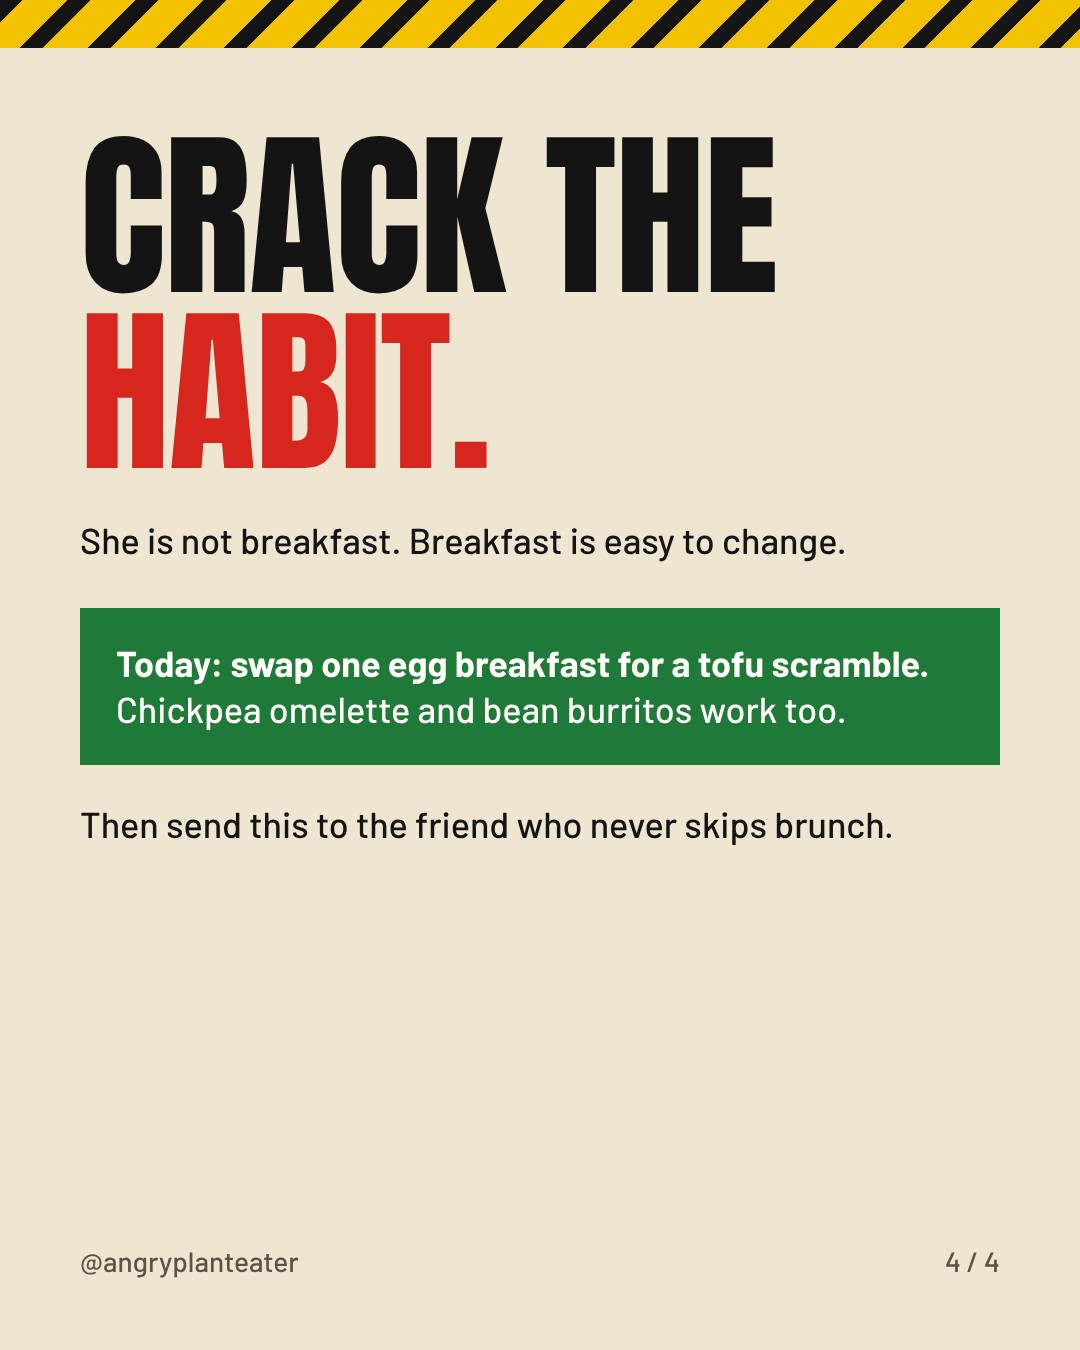 CRACK THE
HABIT.
She is not breakfast. Breakfast is easy to change.
Today: swap one egg breakfast for a tofu scramble.
Chickpea omelette and bean burritos work too.
Then send this to the friend who never skips brunch.
@angryplanteater
4 / 4